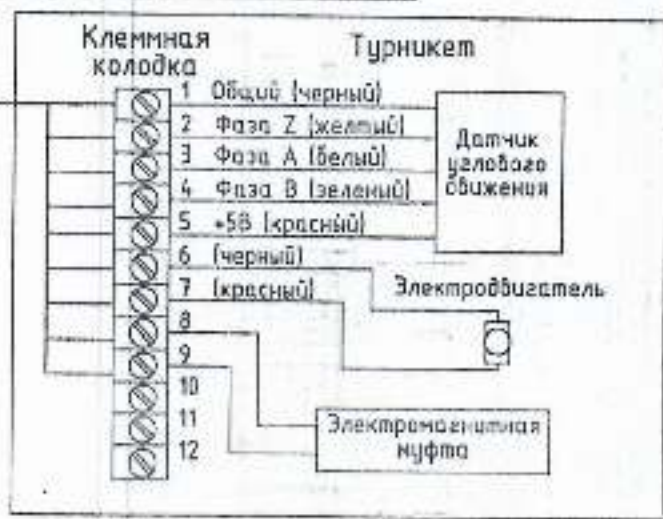 Клеммная
колодка
Турникет
1 Общий (черный)
2 Фаза Z (желтый)
3 Фаза А (белый)
4 Фаза В (зеленый)
5 +5В (красный)
6 (черный)
7 (красный)
8
9
10
11
12
Датчик
углового
движения
Электродвигатель
Электромагнитная
муфта